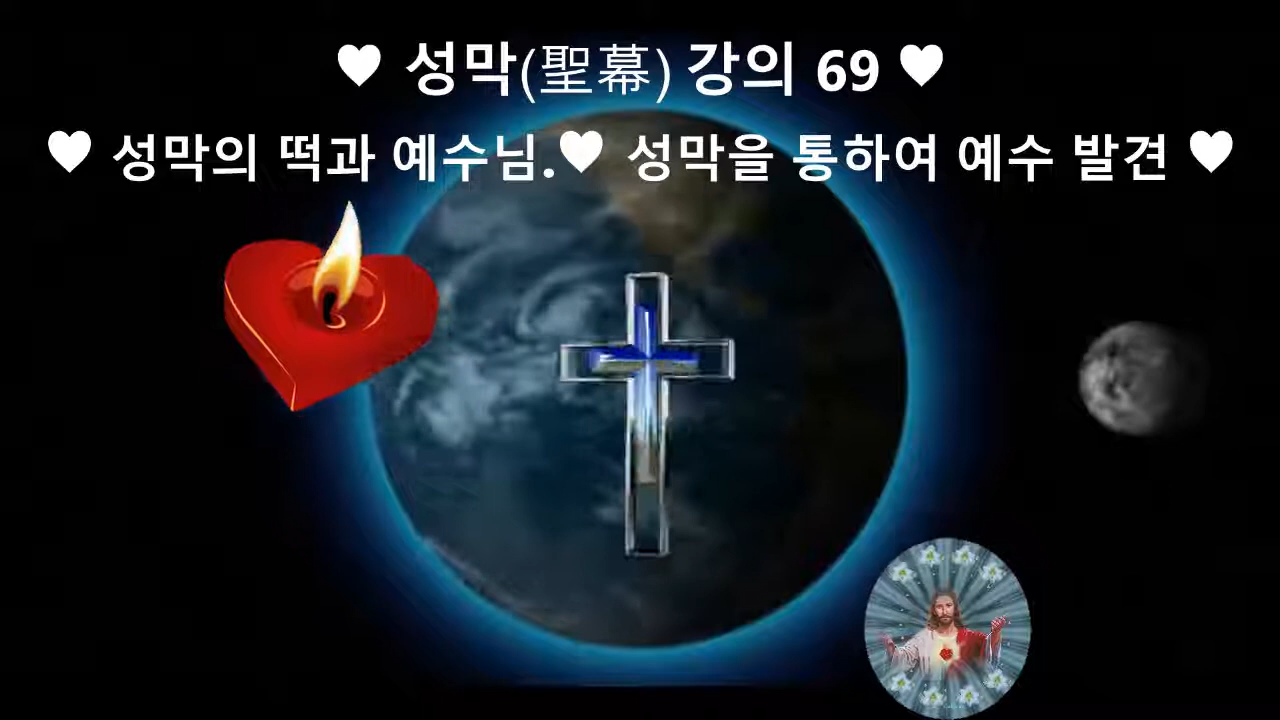 ♥ 성막(聖幕) 강의 69 ♥
♥ 성막의 떡과 예수님.♥ 성막을 통하여 예수 발견 ♥